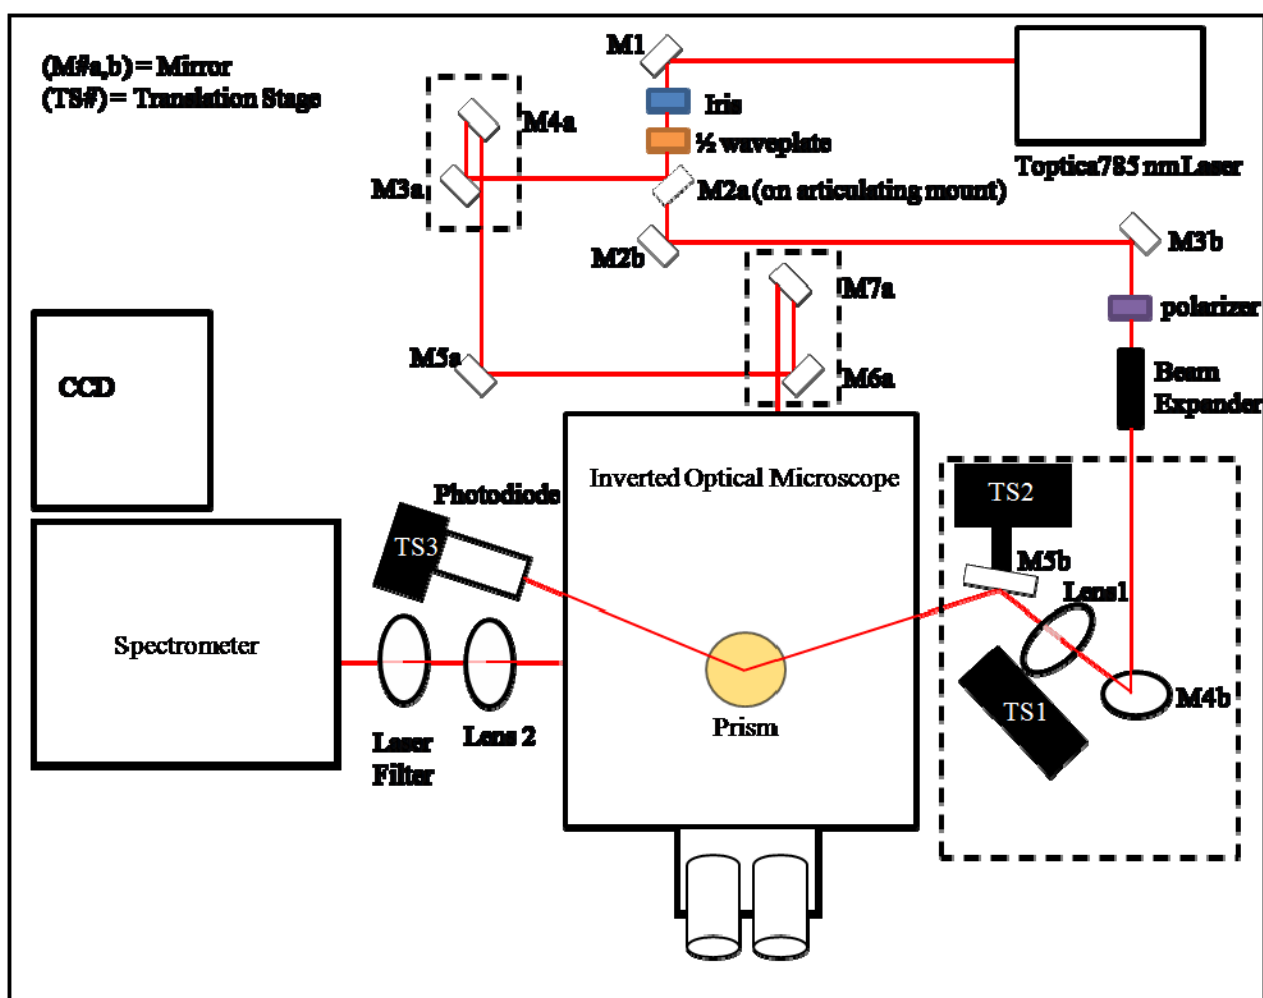 (M#a,b) = Mirror
(TS#) = Translation Stage
M1
Iris
½ waveplate
Toptica785 nm Laser
M4a
M3a
M2a (on articulating mount)
M2b
M3b
M7a
polarizer
M5a
M6a
Beam
Expander
CCD
Inverted Optical Microscope
Photodiode
TS2
TS3
M5b
Lens1
Spectrometer
M4b
TS1
Prism
Lens 2
Laser
Filter